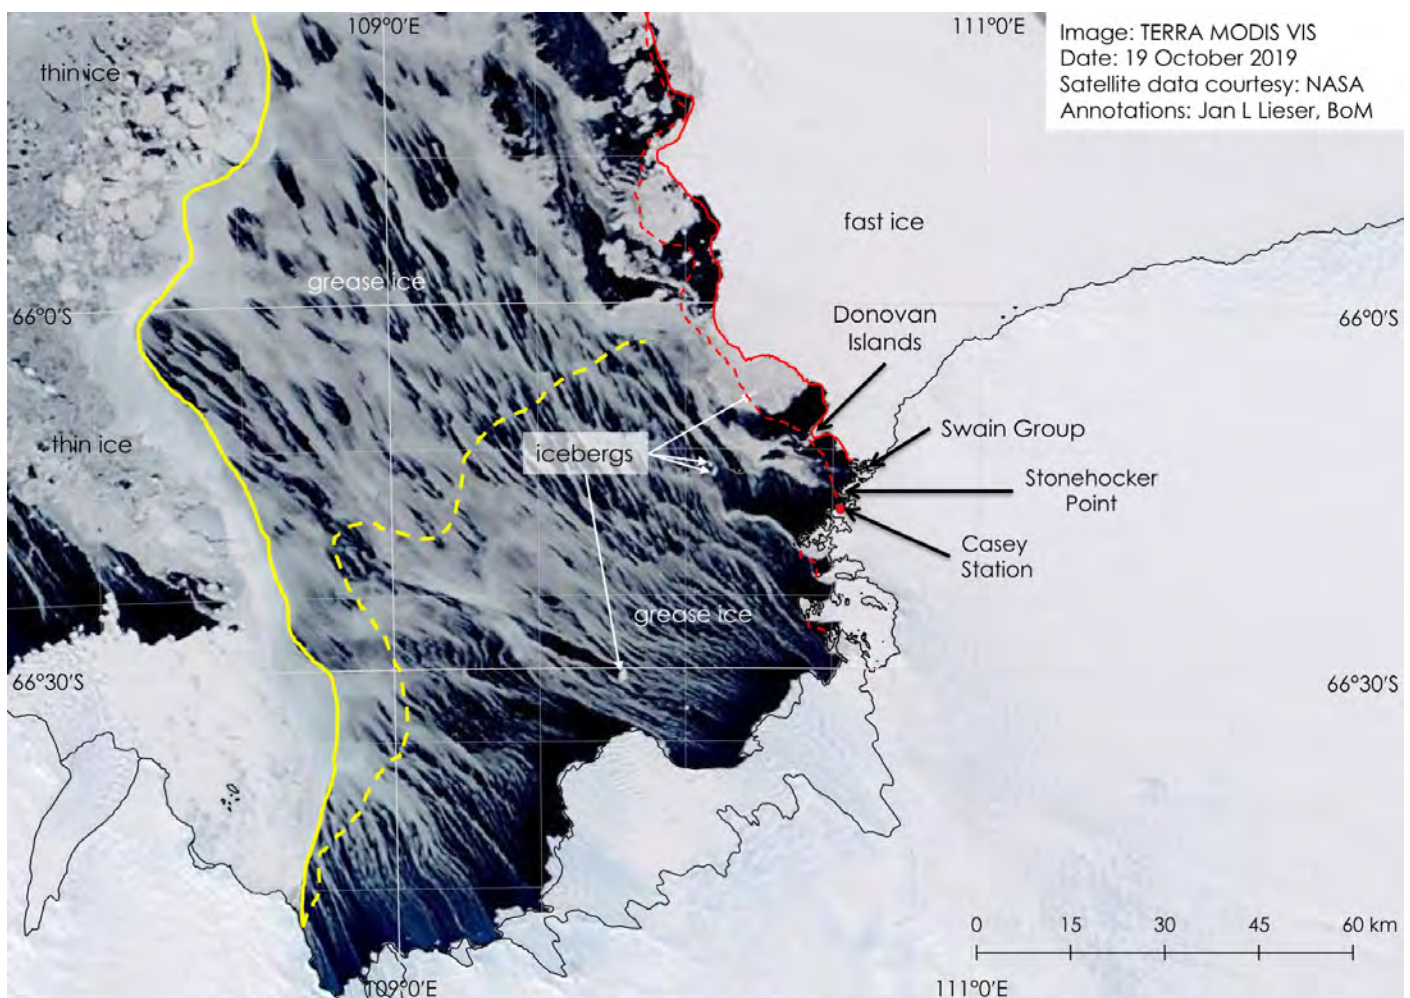 109°0'E
111°0'E
Image: TERRA MODIS VIS
Date: 19 October 2019
Satellite data courtesy: NASA
Annotations: Jan L Lieser, BoM
thin ice
fast ice
grease ice
66°0'S
Donovan
Islands
66°0'S
thin ice
icebergs
Swain Group
Stonehocker
Point
Casey
Station
grease ice
66°30'S
66°30'S
0 15 30 45 60 km
109°0'E
111°0'E